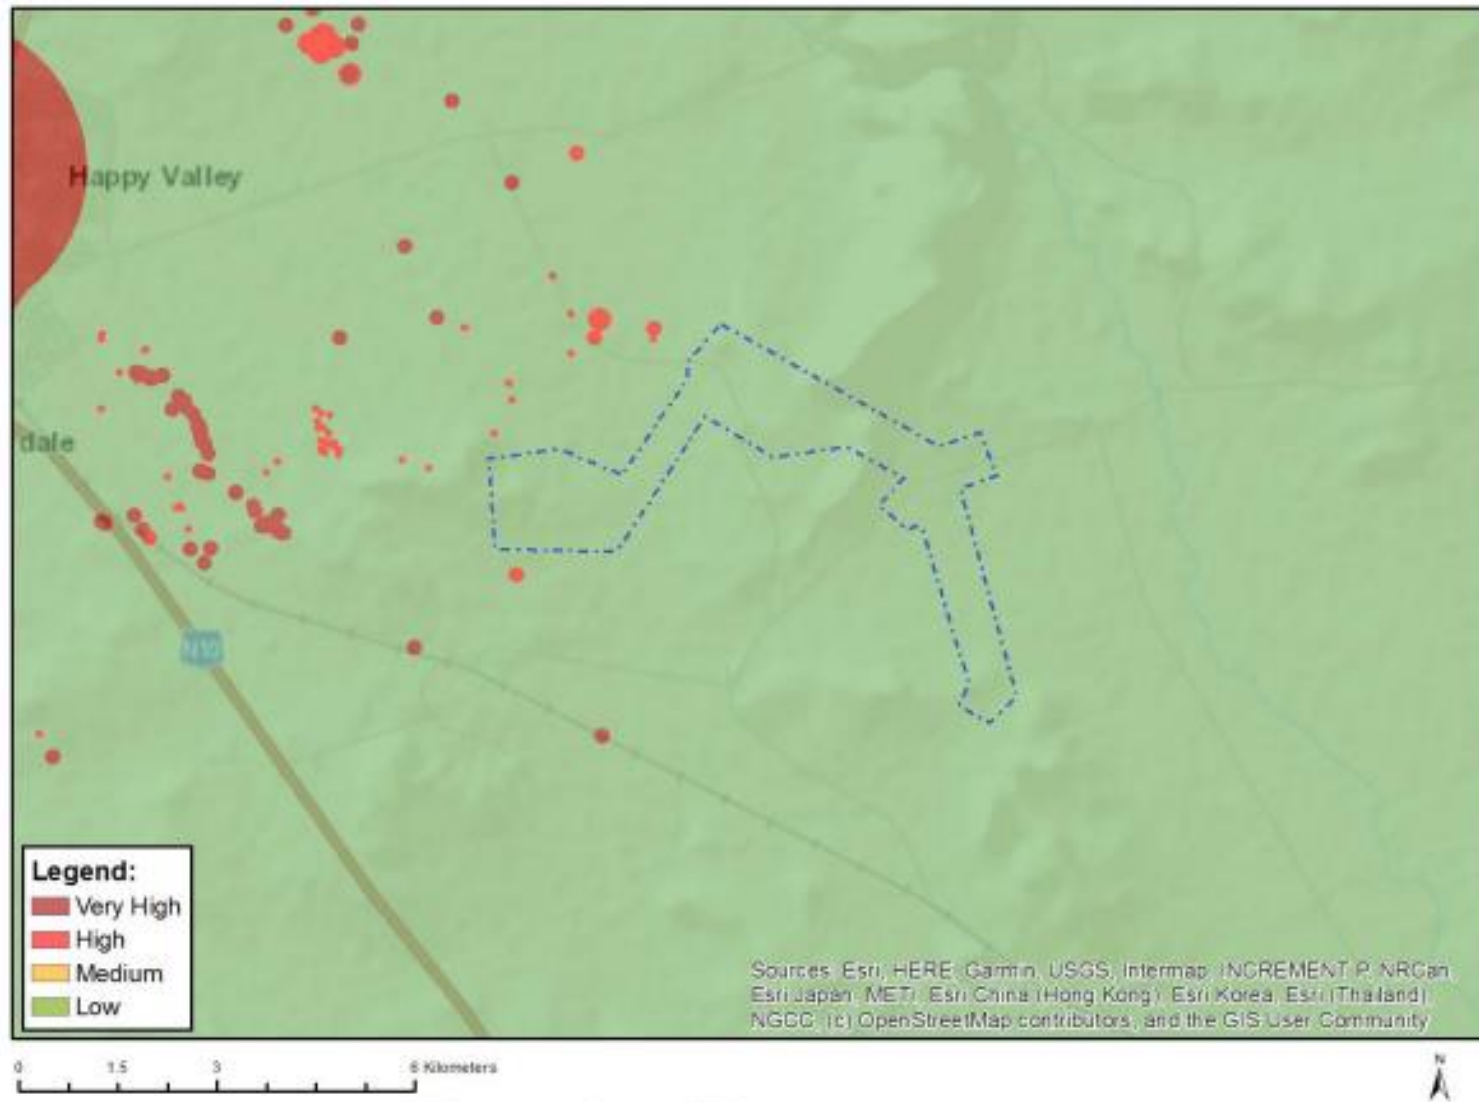 Happy Valley
dale
N10
Legend:
Very High
High
Medium
Low
Sources: Esri, HERE, Garmin, USGS, Intermap, INCREMENT P, NRCan,
Esri Japan, METI, Esri China (Hong Kong), Esri Korea, Esri (Thailand),
NGCC, (c) OpenStreetMap contributors, and the GIS User Community
0 1.5 3 6 Kilometers
N